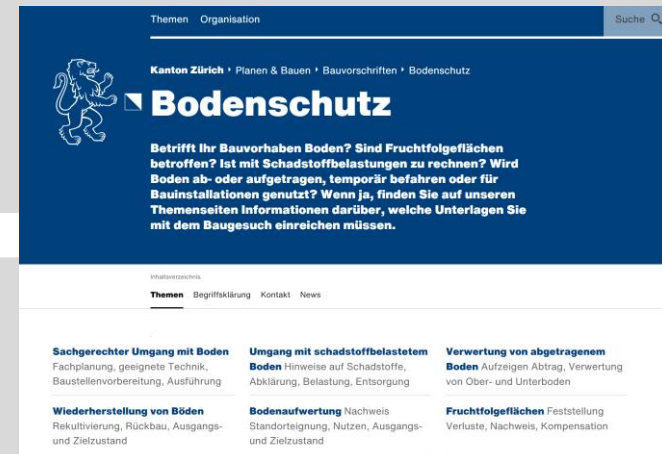 Themen Organisation Suche
Kanton Zürich Planen & Bauen Bauvorschriften Bodenschutz
Bodenschutz
Betrifft Ihr Bauvorhaben Boden? Sind Fruchtfolgeflächen
betroffen? Ist mit Schadstoffbelastungen zu rechnen? Wird
Boden ab- oder aufgetragen, temporär befahren oder für
Bauinstallationen genutzt? Wenn ja, finden Sie auf unseren
Themenseiten Informationen darüber, welche Unterlagen Sie
mit dem Baugesuch einreichen müssen.
Inhaltsverzeichnis
Themen Begriffsklärung Kontakt News
Sachgerechter Umgang mit Boden
Fachplanung, geeignete Technik,
Baustellenvorbereitung, Ausführung
Umgang mit schadstoffbelastetem
Boden Hinweise auf Schadstoffe,
Abklärung, Belastung, Entsorgung
Verwertung von abgetragenem
Boden Aufzeigen Abtrag, Verwertung
von Ober- und Unterboden
Wiederherstellung von Böden
Rekultivierung, Rückbau, Ausgangs-
und Zielzustand
Bodenaufwertung Nachweis
Standorteignung, Nutzen, Ausgangs-
und Zielzustand
Fruchtfolgeflächen Feststellung
Verluste, Nachweis, Kompensation